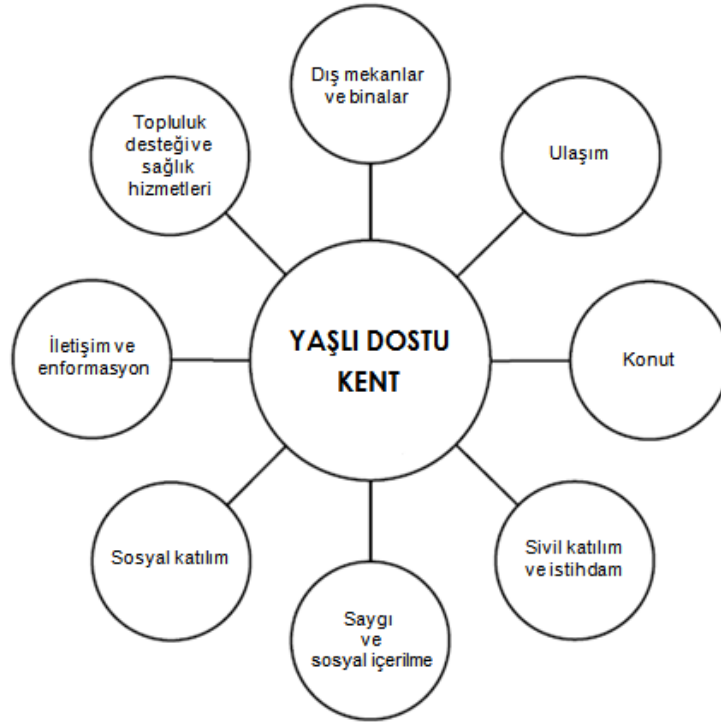 Dış mekanlar
ve binalar
Ulaşım
Konut
Sivil katılım
ve istihdam
Saygı
ve
sosyal içerilme
Sosyal katılım
İletişim ve
enformasyon
Topluluk
desteği ve
sağlık
hizmetleri
YAŞLI DOSTU
KENT